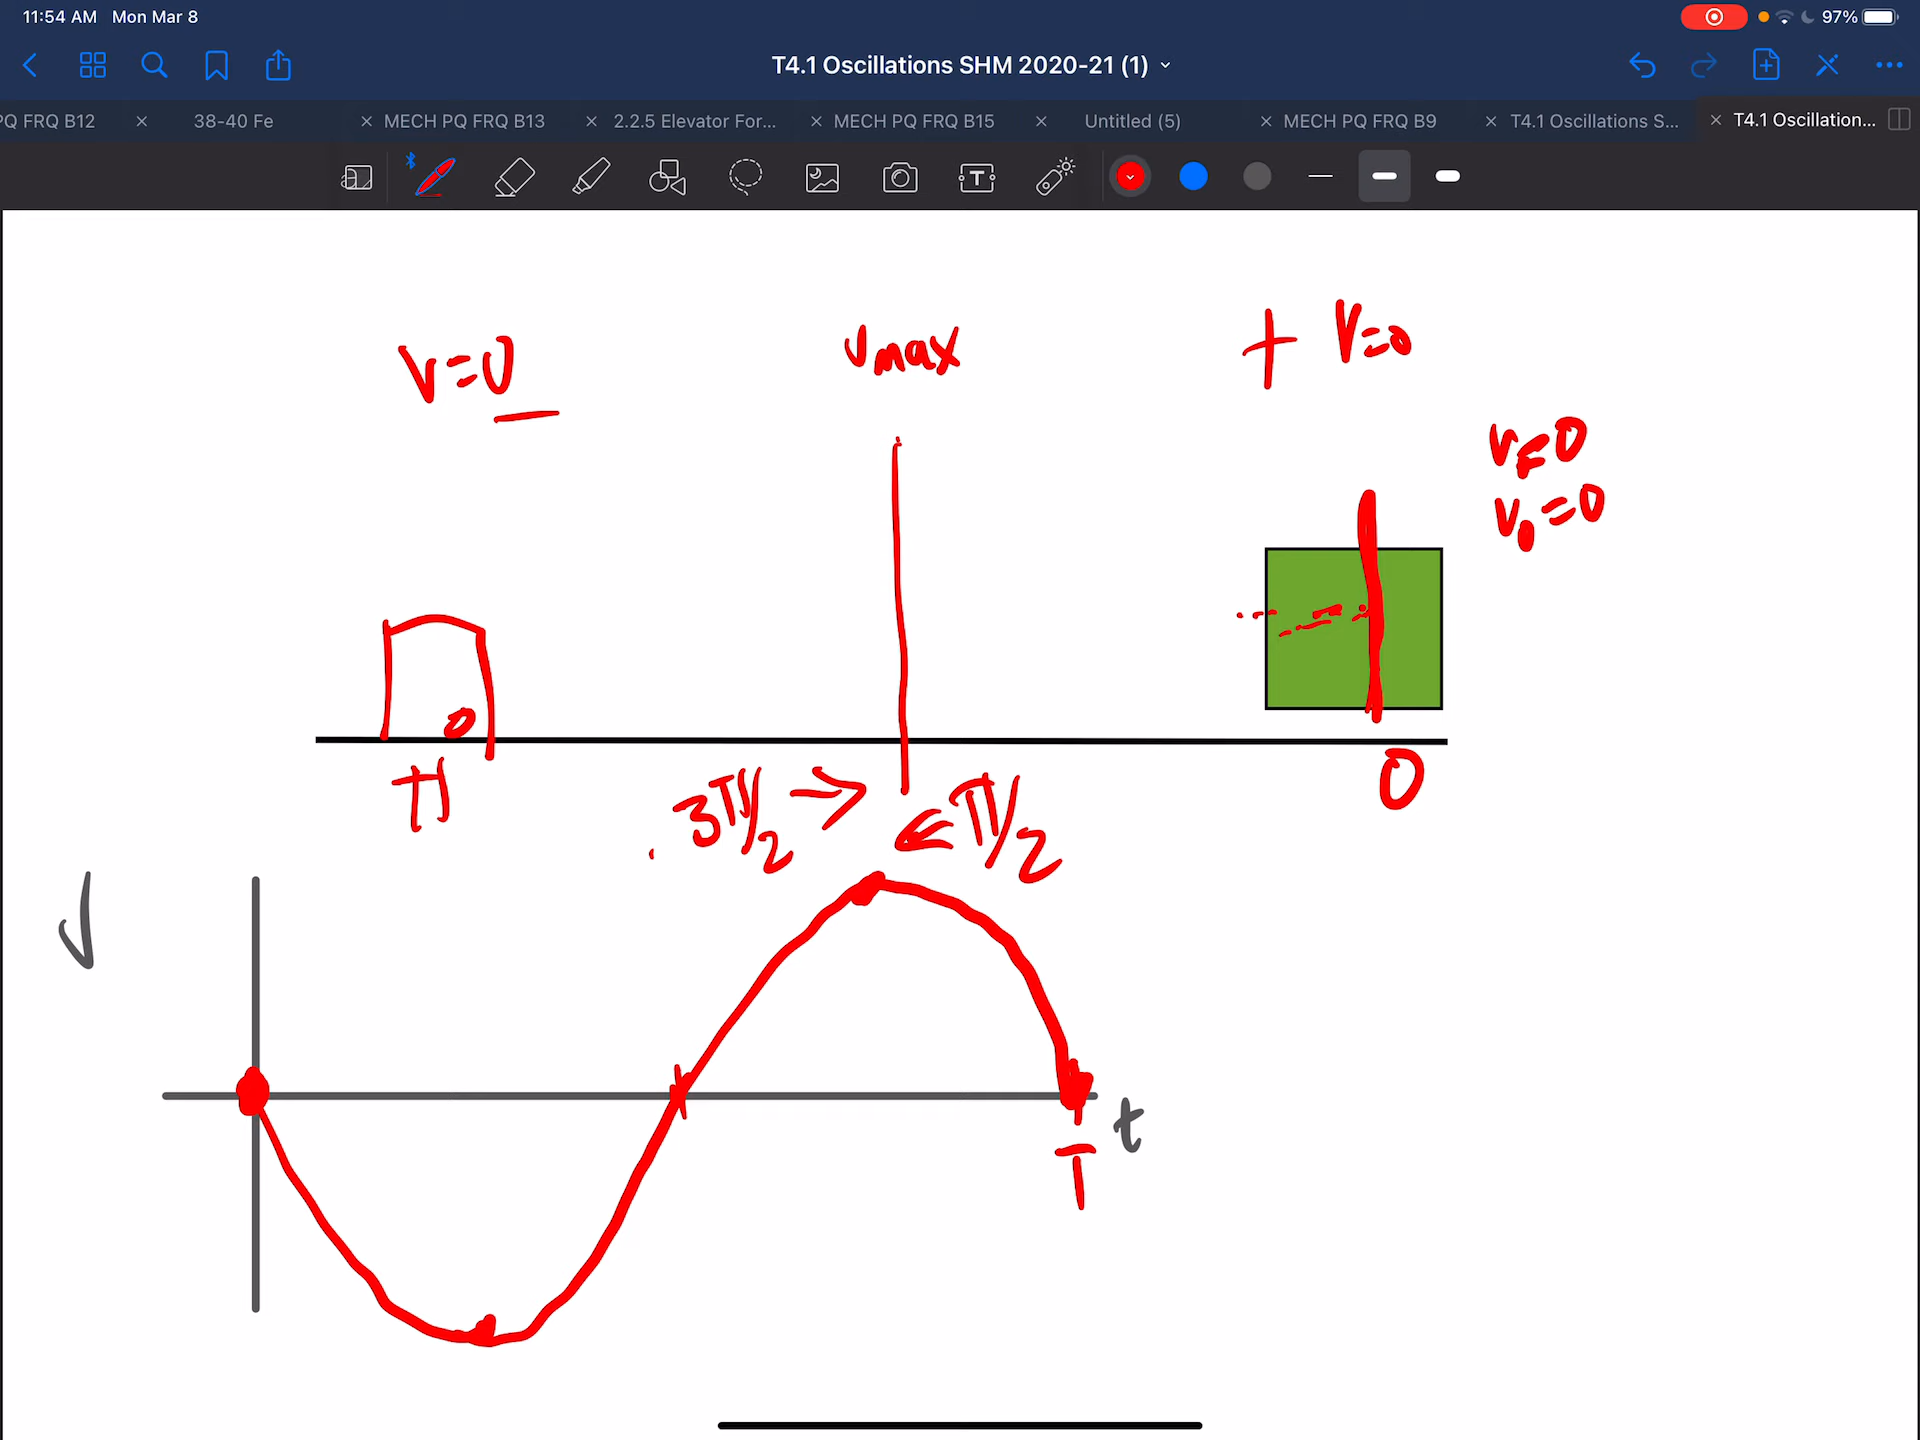 11:54 AM Mon Mar 8
97%
T4.1 Oscillations SHM 2020-21 (1)
PQ FRQ B12
38-40 Fe
MECH PQ FRQ B13
2.2.5 Elevator For...
MECH PQ FRQ B15
Untitled (5)
MECH PQ FRQ B9
T4.1 Oscillations S...
T4.1 Oscillation...
T
v=0
vmax
+ V=0
vf=0
v0=0
π
0
3π/2
π/2
0
v
t
T